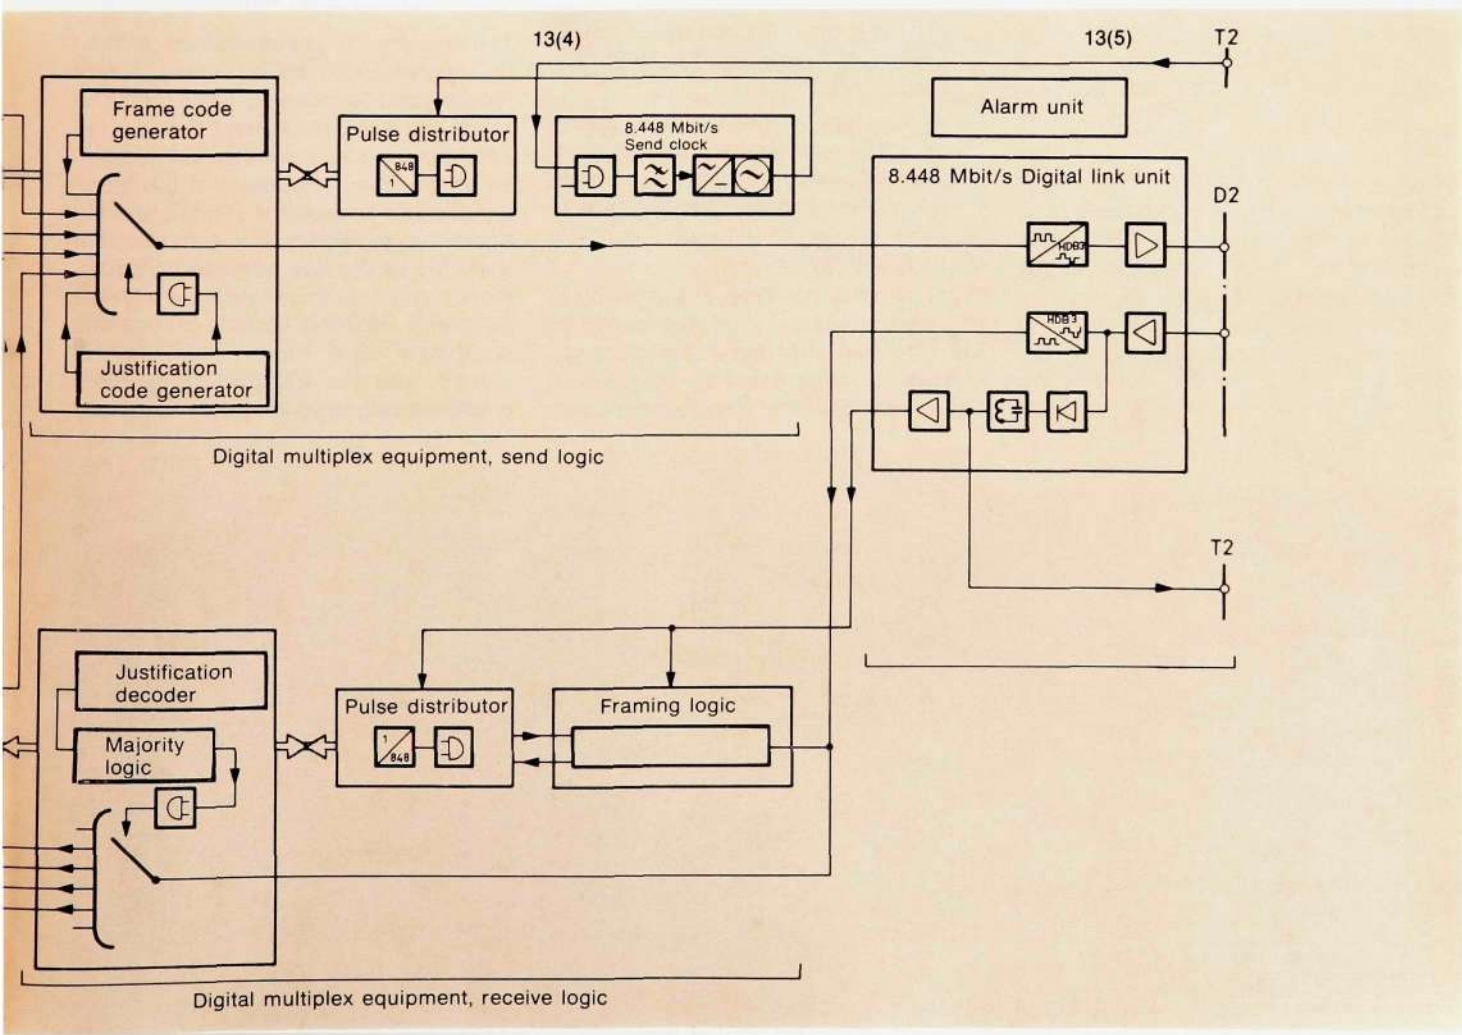 13(4)
13(5)
T2
Frame code
generator
Pulse distributor
848
1
8.448 Mbit/s
Send clock
Alarm unit
8.448 Mbit/s Digital link unit
D2
HDB3
HDB3
Justification
code generator
Digital multiplex equipment, send logic
T2
Justification
decoder
Majority
logic
Pulse distributor
1
848
Framing logic
Digital multiplex equipment, receive logic